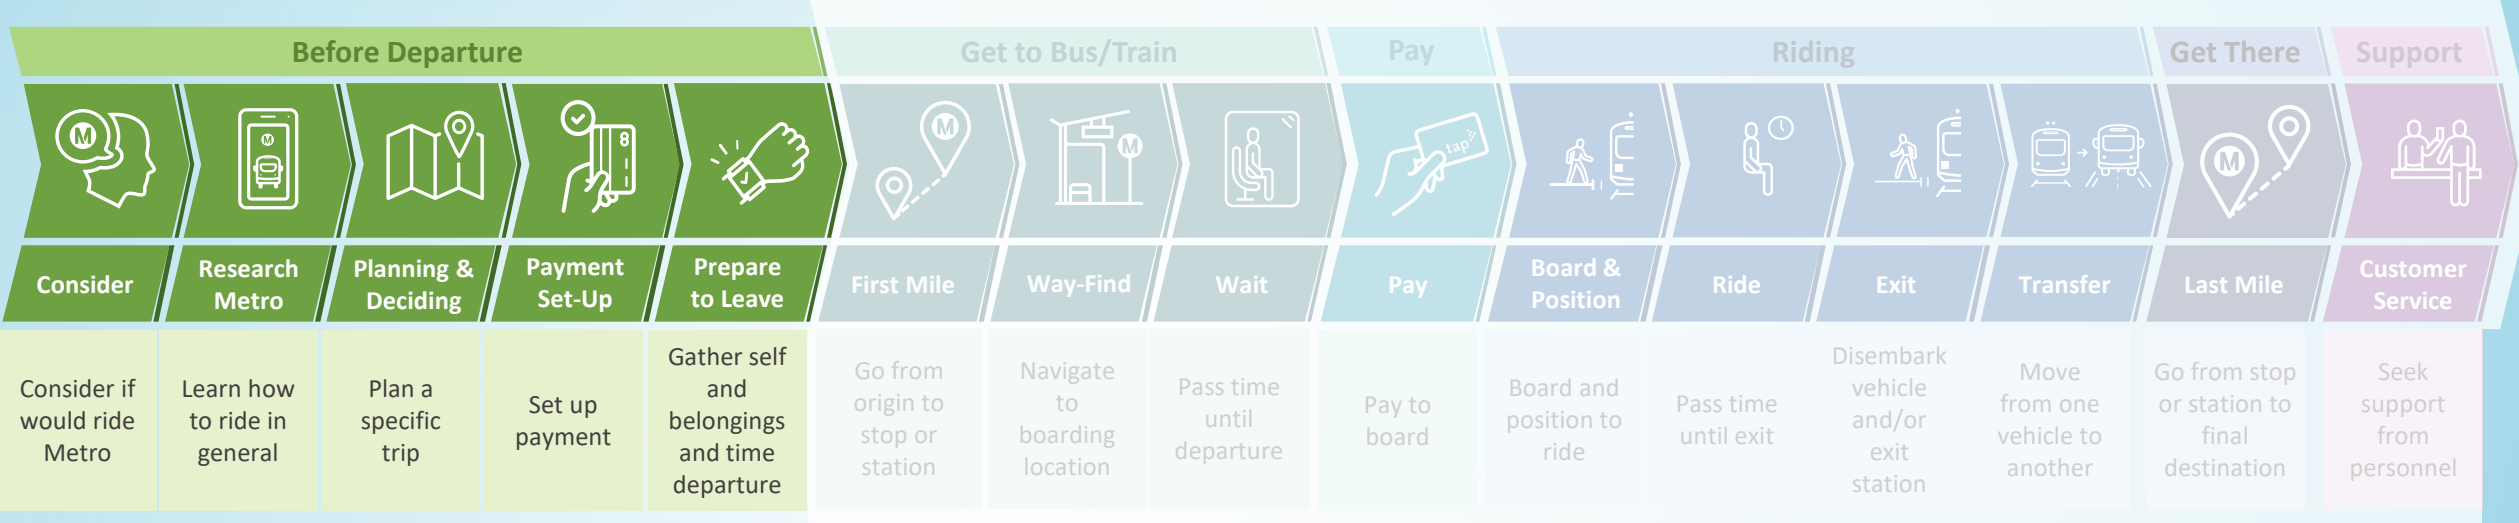 Before Departure
Get to Bus/Train
Pay
Riding
Get There
Support
M
M
8
M
M
tap
M
Consider
Research
Metro
Planning &
Deciding
Payment
Set-Up
Prepare
to Leave
First Mile
Way-Find
Wait
Pay
Board &
Position
Ride
Exit
Transfer
Last Mile
Customer
Service
Consider if
would ride
Metro
Learn how
to ride in
general
Plan a
specific
trip
Set up
payment
Gather self
and
belongings
and time
departure
Go from
origin to
stop or
station
Navigate
to
boarding
location
Pass time
until
departure
Pay to
board
Board and
position to
ride
Pass time
until exit
Disembark
vehicle
and/or
exit
station
Move
from one
vehicle to
another
Go from stop
or station to
final
destination
Seek
support
from
personnel